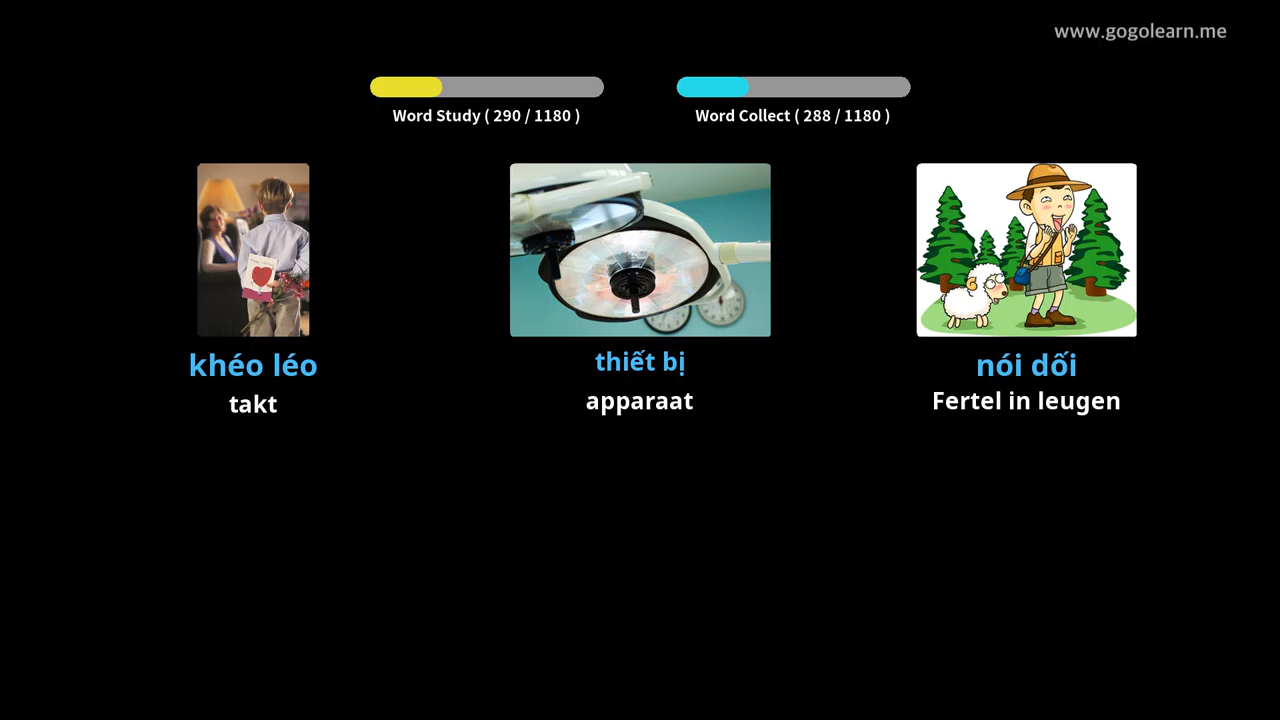 www.gogolearn.me
Word Study ( 290 / 1180 )
Word Collect ( 288 / 1180 )
khéo léo
takt
thiết bị
apparaat
nói dối
Fertel in leugen